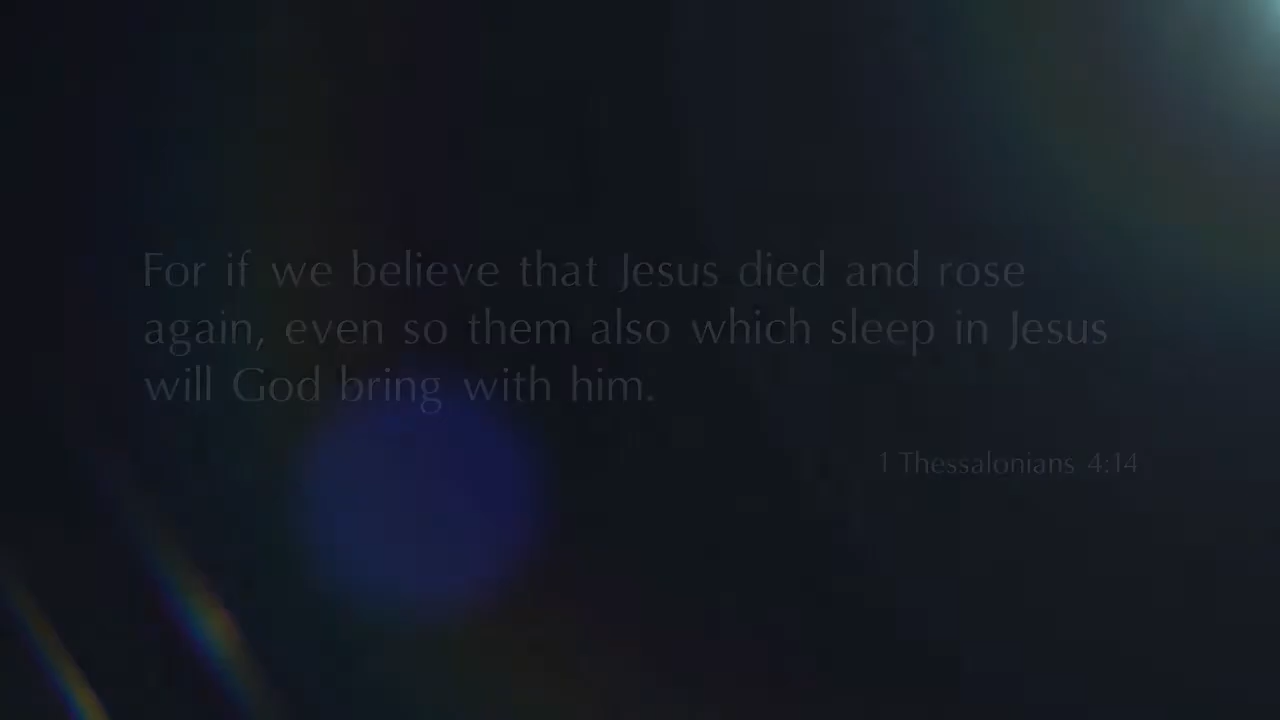 For if we believe that Jesus died and rose
again, even so them also which sleep in Jesus
will God bring with him.
1 Thessalonians 4:14